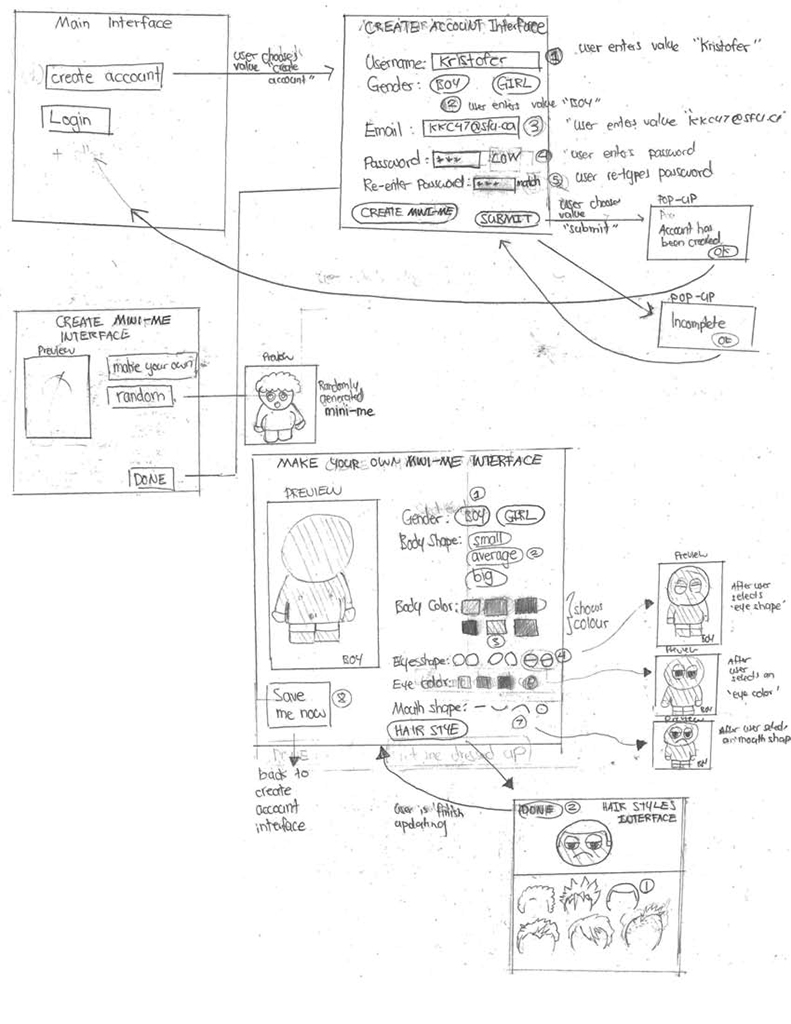 Main Interface
create account
Login
user chooses
value "create
account"
CREATE ACCOUNT Interface
Username: Kristofer
① user enters value "Kristofer"
Gender: BOY GIRL
② user enters value "BOY"
Email: KKC47@sfu.ca ③
"user enters value "KKC47@sfu.ca"
Password: *** LOW ④ user enters password
Re-enter Password: *** match ⑤ user re-types password
CREATE MINI-ME
SUBMIT
user chooses
value
"submit"
POP-UP
Account has
been created
OK
POP-UP
Incomplete
OK
CREATE MINI-ME
INTERFACE
Preview
make your own
random
DONE
Preview
Randomly
generated
mini-me
MAKE YOUR OWN MINI-ME INTERFACE
PREVIEW
BOY
①
Gender: BOY GIRL
Body Shape: small
average ②
big
Body Color:
shows
colour
③
Eyeshape: ④
Eye color:
Mouth shape:
⑦
HAIR STYLE
Save
me now
⑧
back to
create
account
interface
Preview
BOY
After user
selects
'eye shape'
Preview
BOY
After
user
selects an
'eye color'
Preview
BOY
After user selects
a mouth shape
User is finish
updating
DONE ②
HAIR STYLES
INTERFACE
①